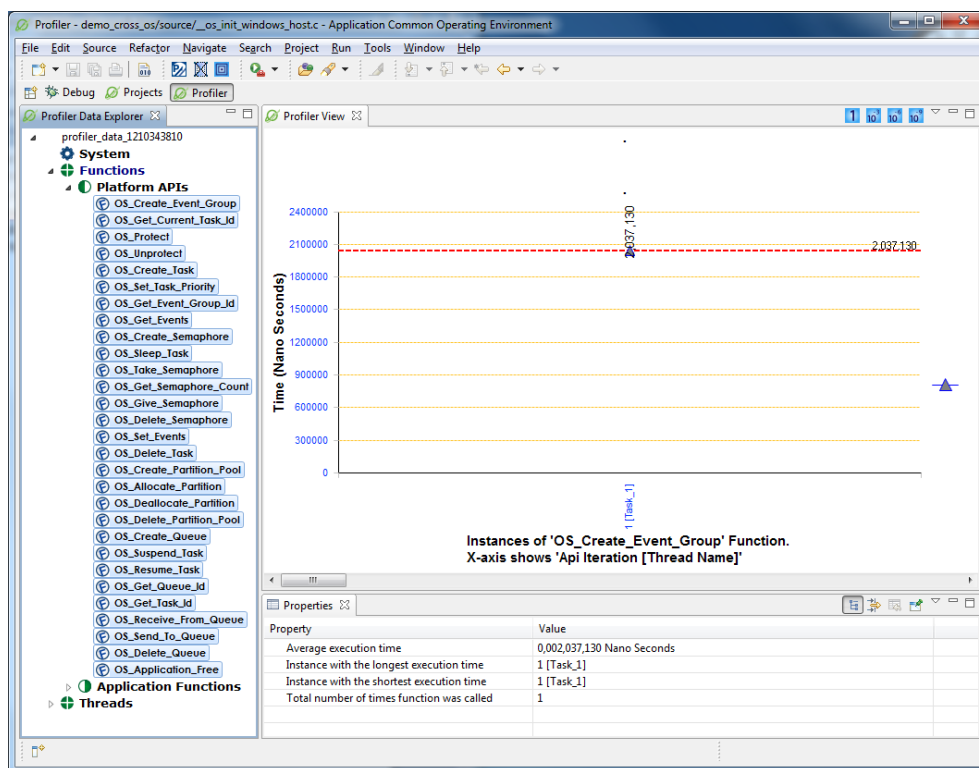 Profiler - demo_cross_os/source/__os_init_windows_host.c - Application Common Operating Environment
File Edit Source Refactor Navigate Search Project Run Tools Window Help
Debug Projects Profiler
Profiler Data Explorer
profiler_data_1210343810
System
Functions
Platform APIs
OS_Create_Event_Group
OS_Get_Current_Task_Id
OS_Protect
OS_Unprotect
OS_Create_Task
OS_Set_Task_Priority
OS_Get_Event_Group_Id
OS_Get_Events
OS_Create_Semaphore
OS_Sleep_Task
OS_Take_Semaphore
OS_Get_Semaphore_Count
OS_Give_Semaphore
OS_Delete_Semaphore
OS_Set_Events
OS_Delete_Task
OS_Create_Partition_Pool
OS_Allocate_Partition
OS_Deallocate_Partition
OS_Delete_Partition_Pool
OS_Create_Queue
OS_Suspend_Task
OS_Resume_Task
OS_Get_Queue_Id
OS_Get_Task_Id
OS_Receive_From_Queue
OS_Send_To_Queue
OS_Delete_Queue
OS_Application_Free
Application Functions
Threads
Profiler View
Time (Nano Seconds)
2400000
2100000
1800000
1500000
1200000
900000
600000
300000
0
2,037,130
2,037,130
1 [Task_1]
Instances of 'OS_Create_Event_Group' Function.
X-axis shows 'Api Iteration [Thread Name]'
Properties
Property Value
Average execution time 0,002,037,130 Nano Seconds
Instance with the longest execution time 1 [Task_1]
Instance with the shortest execution time 1 [Task_1]
Total number of times function was called 1